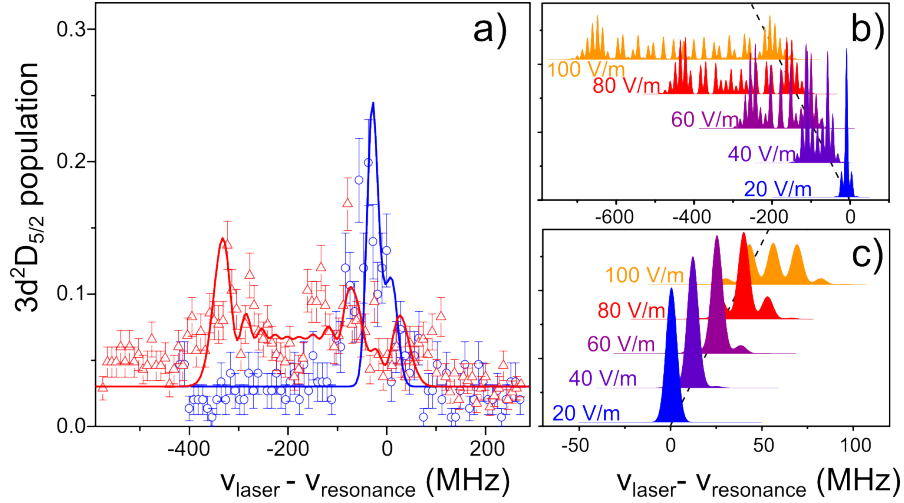 a)
0.3
0.2
0.1
0.0
3d²D5/2 population
-400
-200
0
200
νlaser - νresonance (MHz)
b)
100 V/m
80 V/m
60 V/m
40 V/m
20 V/m
-600
-400
-200
0
c)
100 V/m
80 V/m
60 V/m
40 V/m
20 V/m
-50
0
50
100
νlaser - νresonance (MHz)